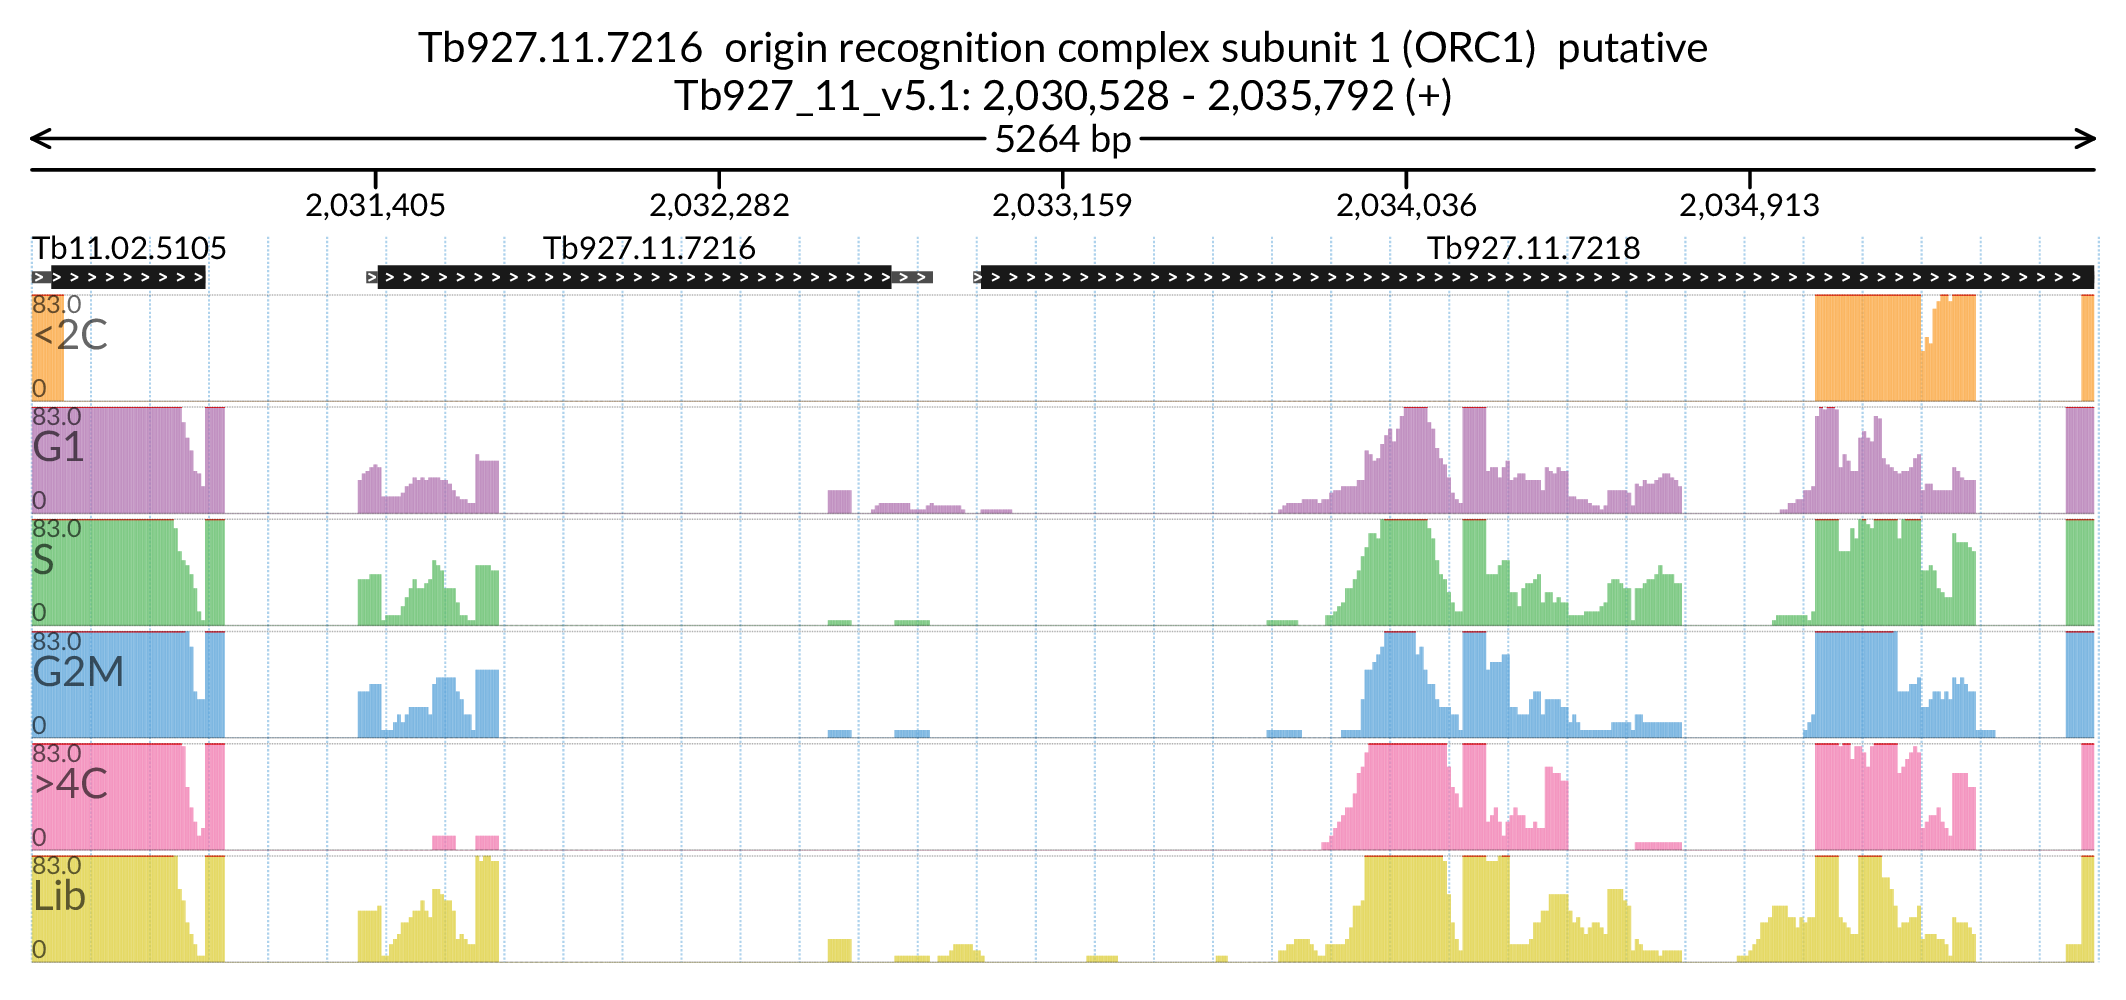 Tb927.11.7216 origin recognition complex subunit 1 (ORC1) putative
Tb927_11_v5.1: 2,030,528 - 2,035,792 (+)
5264 bp
2,031,405 2,032,282 2,033,159 2,034,036 2,034,913
Tb11.02.5105 Tb927.11.7216 Tb927.11.7218
83.0
<2C
0
83.0
G1
0
83.0
S
0
83.0
G2M
0
83.0
>4C
0
83.0
Lib
0